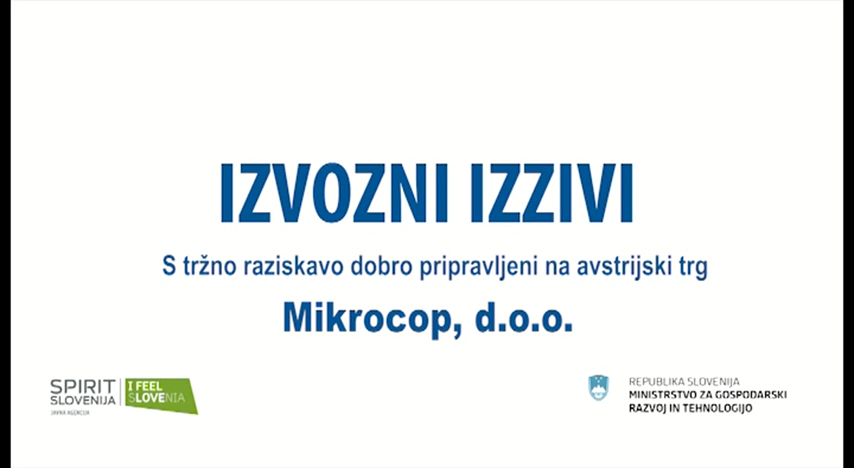 IZVOZNI IZZIVI
S tržno raziskavo dobro pripravljeni na avstrijski trg
Mikrocop, d.o.o.
SPIRIT
SLOVENIJA
JAVNA AGENCIJA
I FEEL
SLOVENIA
REPUBLIKA SLOVENIJA
MINISTRSTVO ZA GOSPODARSKI
RAZVOJ IN TEHNOLOGIJO